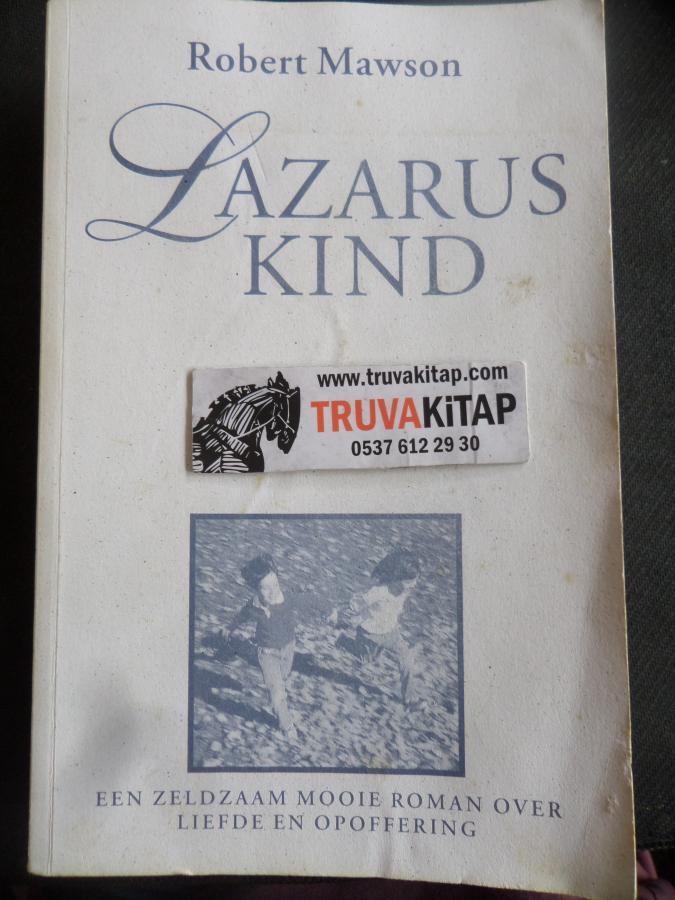 Robert Mawson
LAZARUS
KIND
www.truvakitap.com
TRUVAKiTAP
0537 612 29 30
EEN ZELDZAAM MOOIE ROMAN OVER
LIEFDE EN OPOFFERING